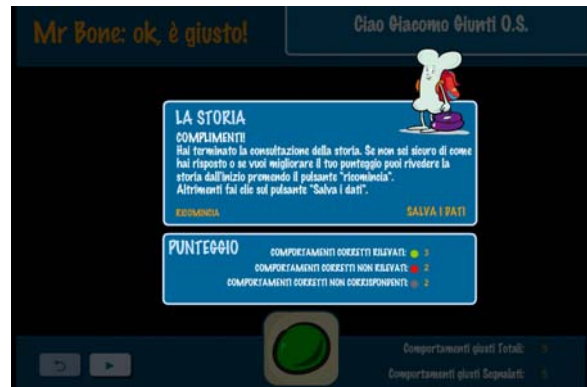 Mr Bone: ok, è giusto!
Ciao Giacomo Giunti O.S.
LA STORIA
COMPLIMENTI!
Hai terminato la consultazione della storia. Se non sei sicuro di come
hai risposto o se vuoi migliorare il tuo punteggio puoi rivedere la
storia dall'inizio premendo il pulsante "ricomincia".
Altrimenti fai clic sul pulsante "Salva i dati".
RICOMINCIA
SALVA I DATI
PUNTEGGIO
COMPORTAMENTI CORRETTI RILEVATI: 3
COMPORTAMENTI CORRETTI NON RILEVATI: 2
COMPORTAMENTI CORRETTI NON CORRISPONDENTI: 2
Comportamenti giusti Totali: 5
Comportamenti giusti Segnalati: 5